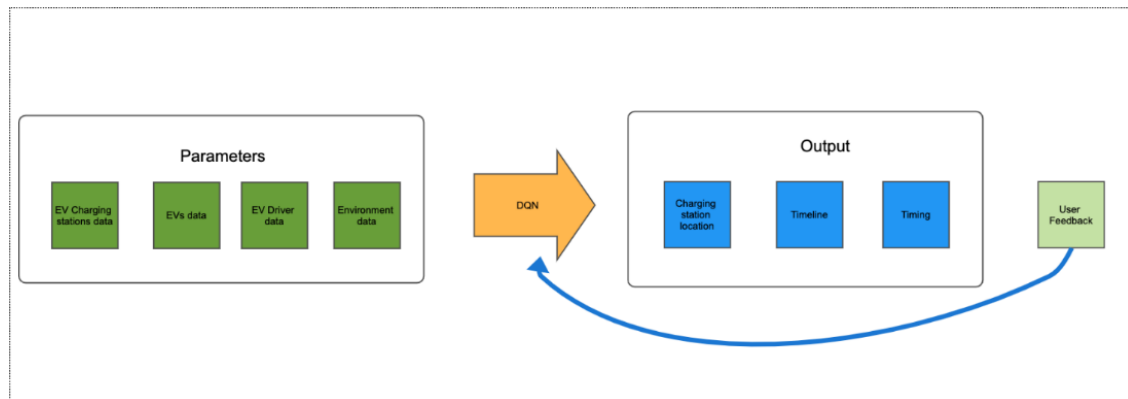 Parameters
EV Charging
stations data
EVs data
EV Driver
data
Environment
data
DQN
Output
Charging
station
location
Timeline
Timing
User
Feedback